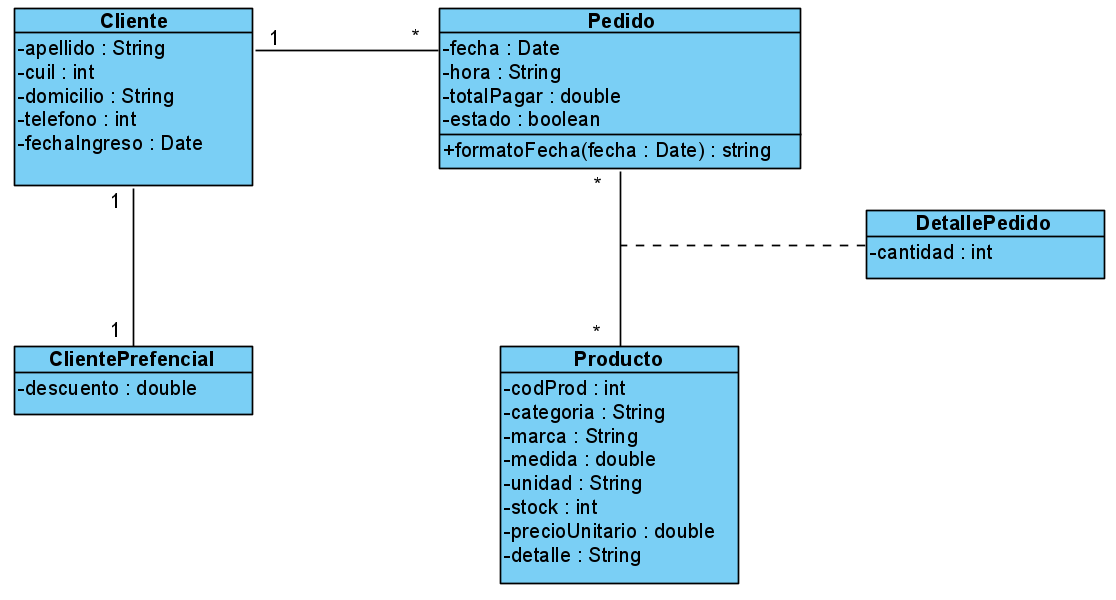 Cliente
-apellido : String
-cuil : int
-domicilio : String
-telefono : int
-fechaIngreso : Date
1
*
Pedido
-fecha : Date
-hora : String
-totalPagar : double
-estado : boolean
+formatoFecha(fecha : Date) : string
*
1
DetallePedido
-cantidad : int
1
*
ClientePrefencial
-descuento : double
Producto
-codProd : int
-categoria : String
-marca : String
-medida : double
-unidad : String
-stock : int
-precioUnitario : double
-detalle : String